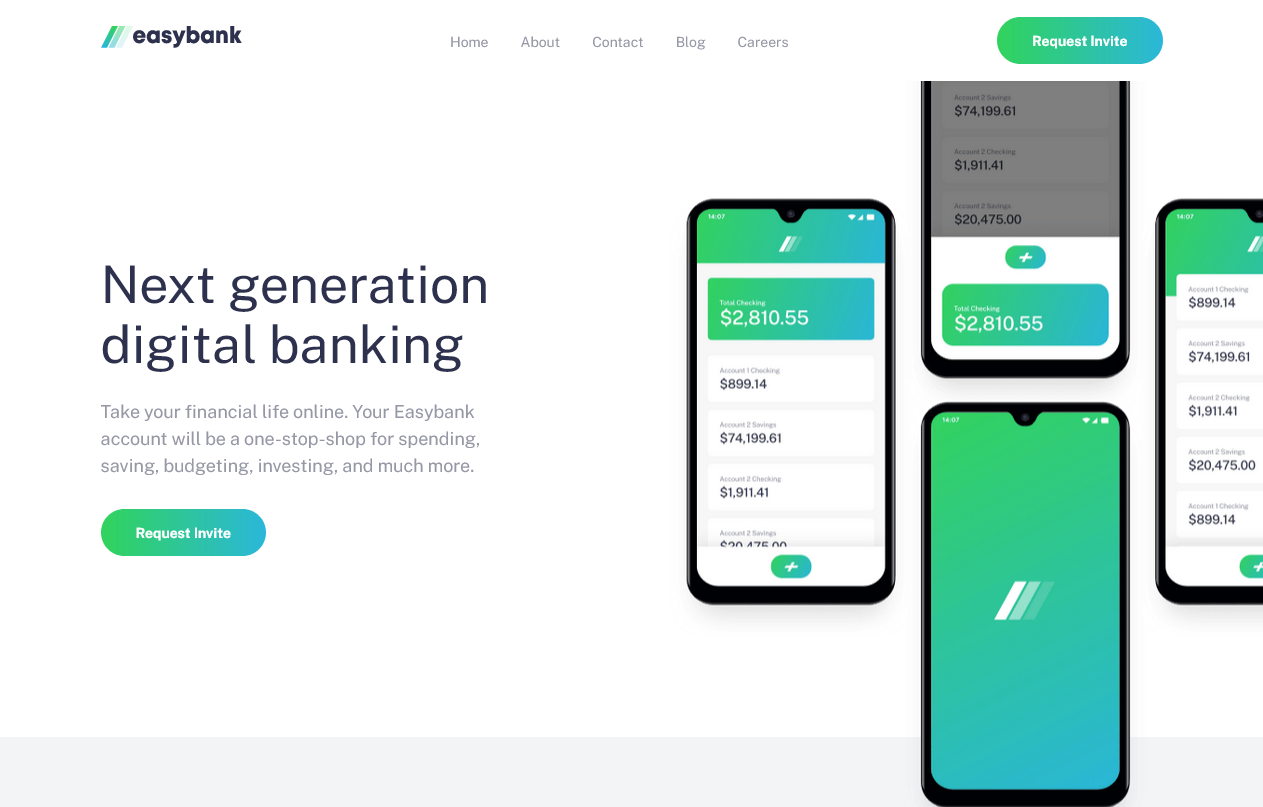 easybank
Home
About
Contact
Blog
Careers
Request Invite
Next generation
digital banking
Take your financial life online. Your Easybank
account will be a one-stop-shop for spending,
saving, budgeting, investing, and much more.
Request Invite
14:07
Total Checking
$2,810.55
Account 1 Checking
$899.14
Account 2 Savings
$74,199.61
Account 2 Checking
$1,911.41
Account 2 Savings
$20,475.00
Account 2 Savings
$74,199.61
Account 2 Checking
$1,911.41
Account 2 Savings
$20,475.00
Total Checking
$2,810.55
14:07
14:07
Account 1 Checking
$899.14
Account 2 Savings
$74,199.61
Account 2 Checking
$1,911.41
Account 2 Savings
$20,475.00
Account 1 Checking
$899.14